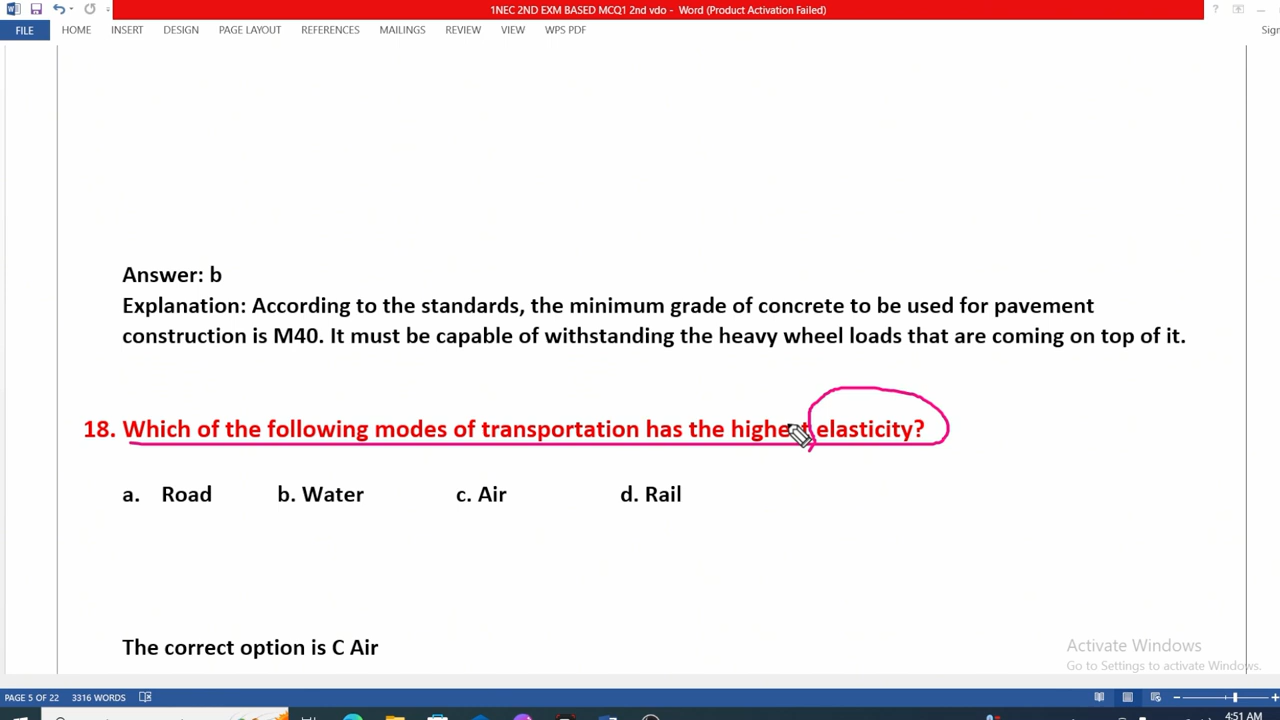 1NEC 2ND EXM BASED MCQ1 2nd vdo - Word (Product Activation Failed)
FILE HOME INSERT DESIGN PAGE LAYOUT REFERENCES MAILINGS REVIEW VIEW WPS PDF Sign
Answer: b
Explanation: According to the standards, the minimum grade of concrete to be used for pavement
construction is M40. It must be capable of withstanding the heavy wheel loads that are coming on top of it.
18. Which of the following modes of transportation has the highest elasticity?
a. Road b. Water c. Air d. Rail
The correct option is C Air
Activate Windows
Go to Settings to activate Windows.
PAGE 5 OF 22 3316 WORDS
4:51 AM